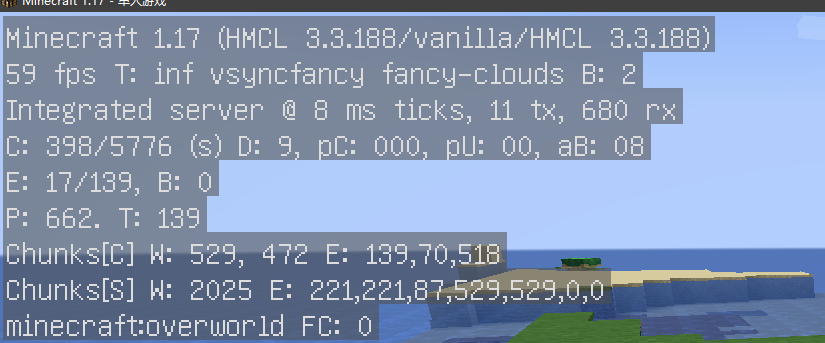 Minecraft 1.17 - 单人游戏
Minecraft 1.17 (HMCL 3.3.188/vanilla/HMCL 3.3.188)
59 fps T: inf vsyncfancy fancy-clouds B: 2
Integrated server @ 8 ms ticks, 11 tx, 680 rx
C: 398/5776 (s) D: 9, pC: 000, pU: 00, aB: 08
E: 17/139, B: 0
P: 662. T: 139
Chunks[C] W: 529, 472 E: 139,70,518
Chunks[S] W: 2025 E: 221,221,87,529,529,0,0
minecraft:overworld FC: 0